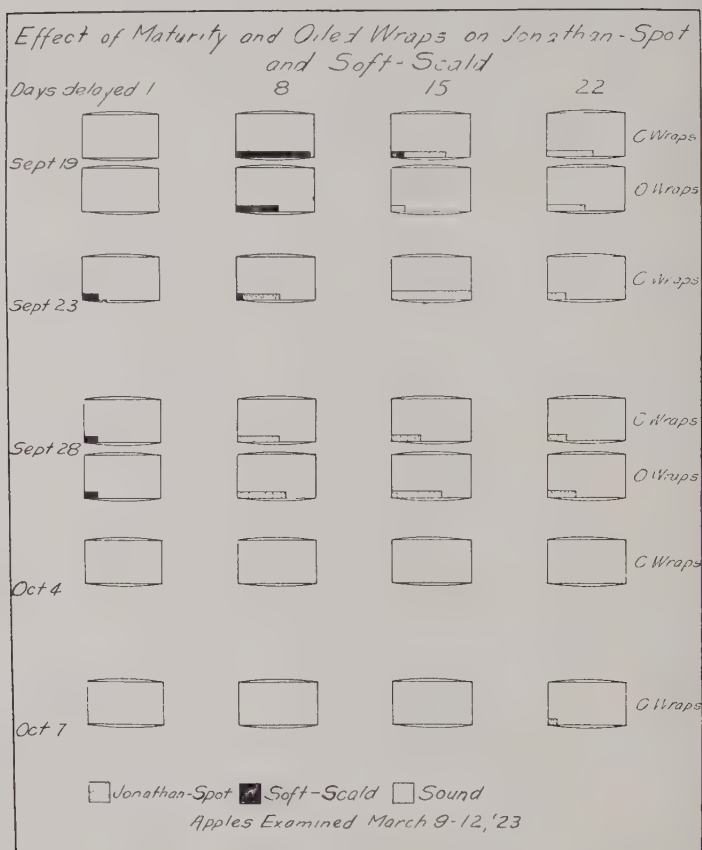 Effect of Maturity and Oiled Wraps on Jonathan-Spot
and Soft-Scald
Days delayed 1 8 15 22
C Wraps
Sept 19
O Wraps
C Wraps
Sept 23
C Wraps
Sept 28
O Wraps
C Wraps
Oct 4
C Wraps
Oct 7
Jonathan-Spot Soft-Scald Sound
Apples Examined March 9-12, '23